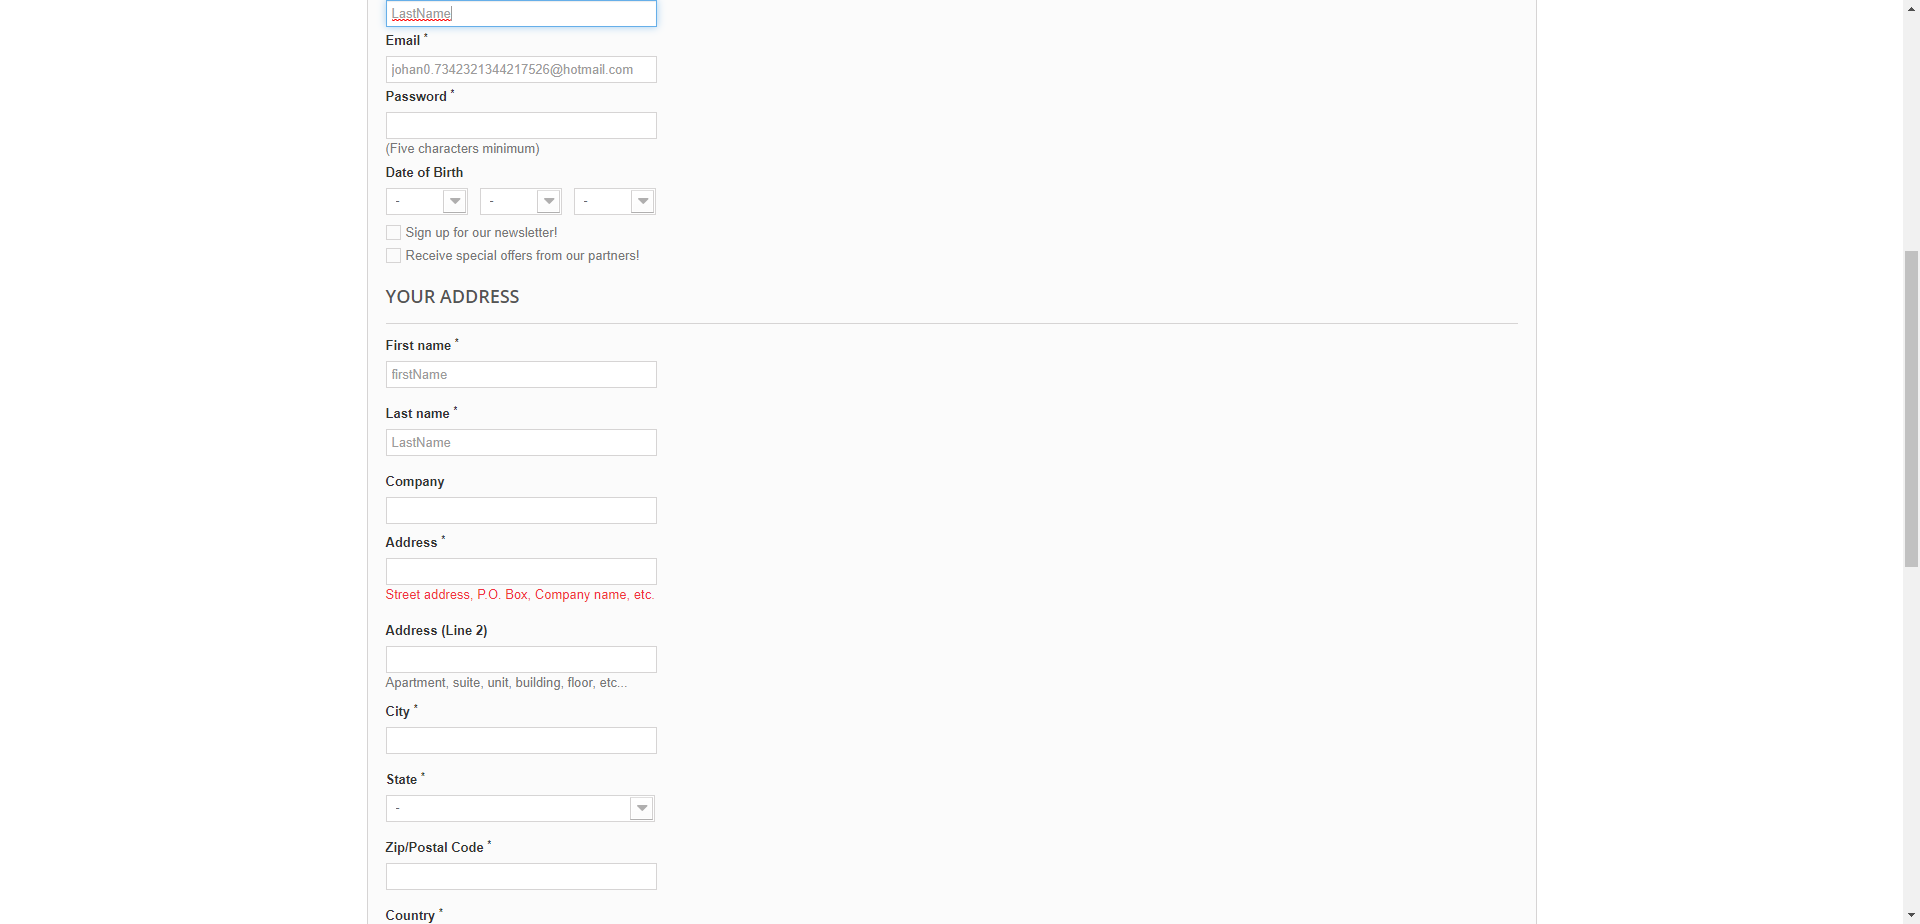 LastName
Email *
johan0.7342321344217526@hotmail.com
Password *
(Five characters minimum)
Date of Birth
- - -
Sign up for our newsletter!
Receive special offers from our partners!
YOUR ADDRESS
First name *
firstName
Last name *
LastName
Company
Address *
Street address, P.O. Box, Company name, etc.
Address (Line 2)
Apartment, suite, unit, building, floor, etc...
City *
State *
-
Zip/Postal Code *
Country *